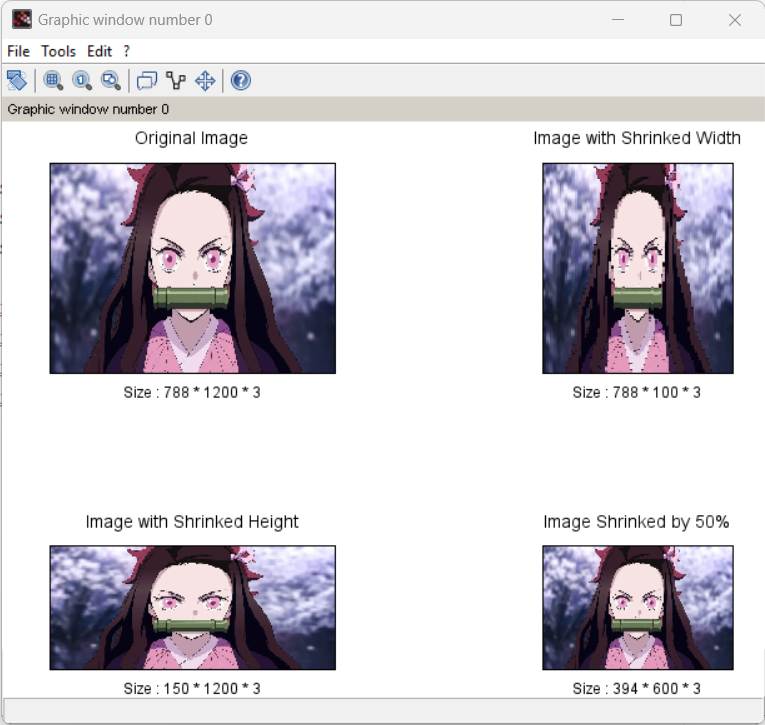 Graphic window number 0
File Tools Edit ?
Graphic window number 0
Original Image
Image with Shrinked Width
Size : 788 * 1200 * 3
Size : 788 * 100 * 3
Image with Shrinked Height
Image Shrinked by 50%
Size : 150 * 1200 * 3
Size : 394 * 600 * 3